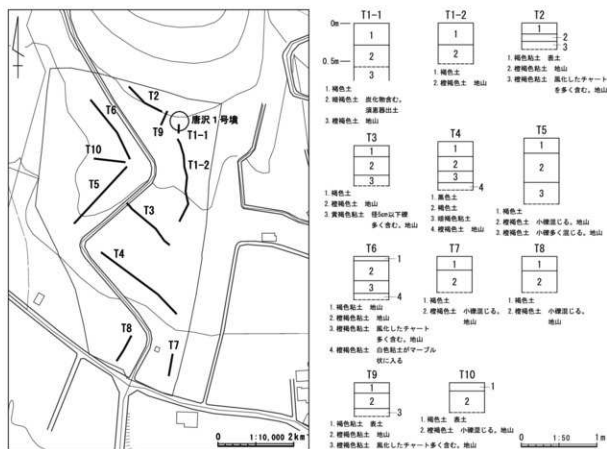 T2
T6
T9
唐沢1号墳
T1-1
T10
T1-2
T5
T3
T4
T8
T7
0 1:10,000 2km
T1-1
0m
1
2
0.5m
3
1. 褐色土
2. 暗褐色土 炭化物含む。
須恵器出土
3. 橙褐色土 地山
T1-2
1
2
1. 褐色土
2. 橙褐色土 地山
T2
1
2
3
1. 褐色粘土 表土
2. 橙褐色粘土 地山
3. 橙褐色粘土 風化したチャート
を多く含む。地山
T3
1
2
3
1. 褐色土
2. 橙褐色土 地山
3. 黄褐色粘土 径5cm以下礫
多く含む。地山
T4
1
2
3
4
1. 黒色土
2. 褐色土
3. 暗褐色粘土
4. 橙褐色粘土 地山
T5
1
2
3
1. 褐色土
2. 橙褐色土 小礫混じる。地山
3. 橙褐色土 小礫多く混じる。地山
T6
1
2
3
4
1. 褐色粘土 地山
2. 橙褐色粘土 地山
3. 橙褐色粘土 風化したチャート
多く含む。地山
4. 橙褐色粘土 白色粘土がマーブル
状に入る
T7
1
2
1. 褐色土
2. 橙褐色土 小礫混じる。
地山
T8
1
2
1. 褐色土
2. 橙褐色土 小礫混じる。
地山
T9
1
2
3
1. 褐色粘土 表土
2. 橙褐色粘土 地山
3. 橙褐色粘土 風化したチャート多く含む。地山
T10
1
2
1. 褐色土 表土
2. 橙褐色土 小礫混じる。地山
0 1:50 1m